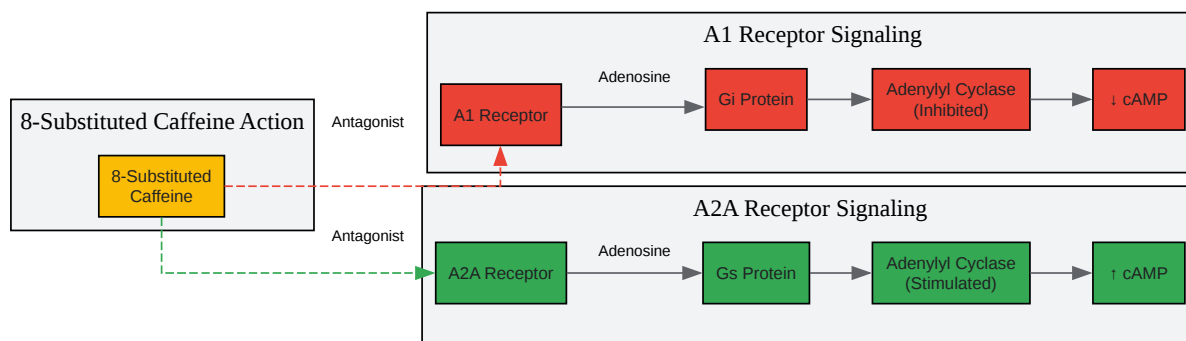 A1 Receptor Signaling
Adenosine
A1 Receptor
Gi Protein
Adenylyl Cyclase
(Inhibited)
↓ cAMP
8-Substituted Caffeine Action
Antagonist
8-Substituted
Caffeine
A2A Receptor Signaling
Antagonist
Adenosine
A2A Receptor
Gs Protein
Adenylyl Cyclase
(Stimulated)
↑ cAMP